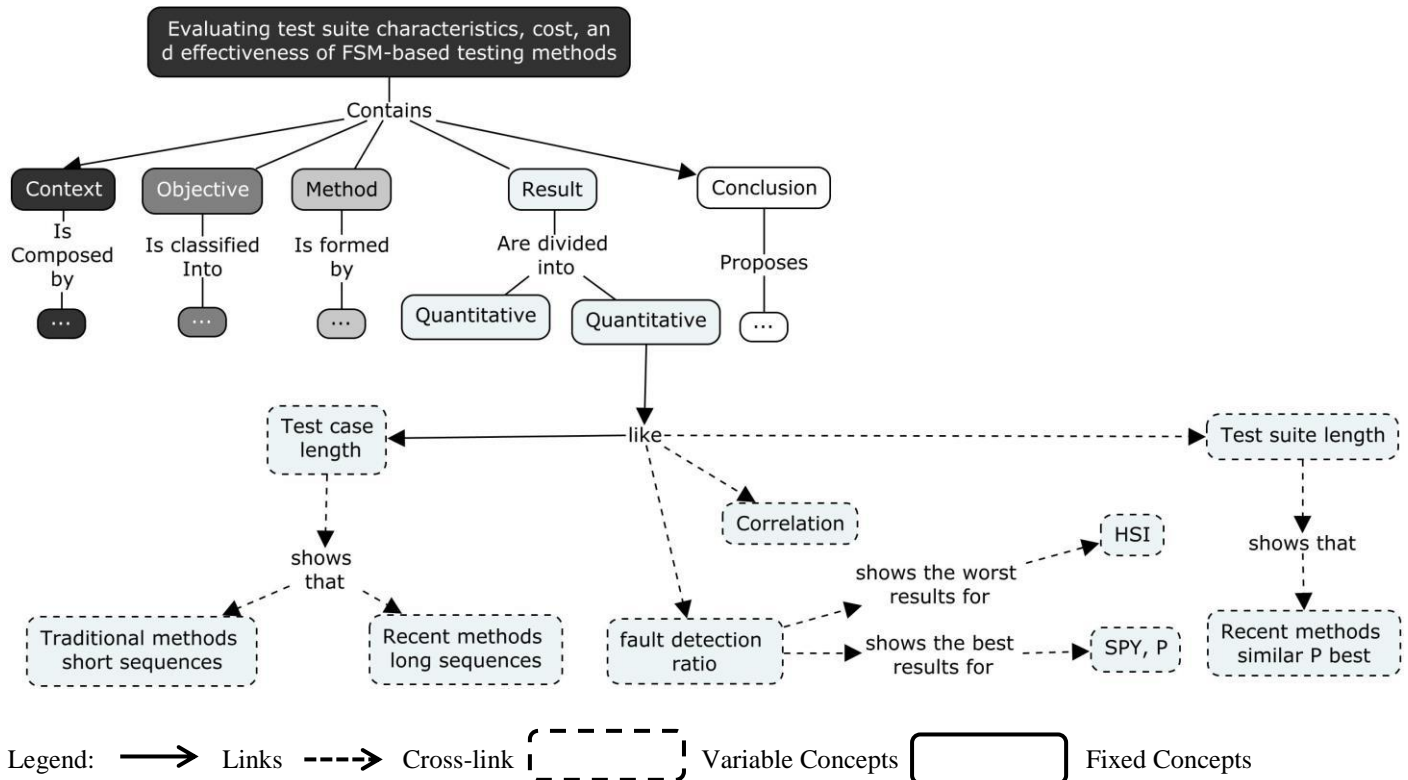 Evaluating test suite characteristics, cost, an
d effectiveness of FSM-based testing methods
Contains
Context
Objective
Method
Result
Conclusion
Is
Composed
by
Is classified
Into
Is formed
by
Are divided
into
Proposes
...
...
...
Quantitative
Quantitative
...
Test case
length
like
Test suite length
Correlation
HSI
shows
that
shows the worst
results for
shows that
Traditional methods
short sequences
Recent methods
long sequences
fault detection
ratio
shows the best
results for
SPY, P
Recent methods
similar P best
Legend:
Links
Cross-link
Variable Concepts
Fixed Concepts